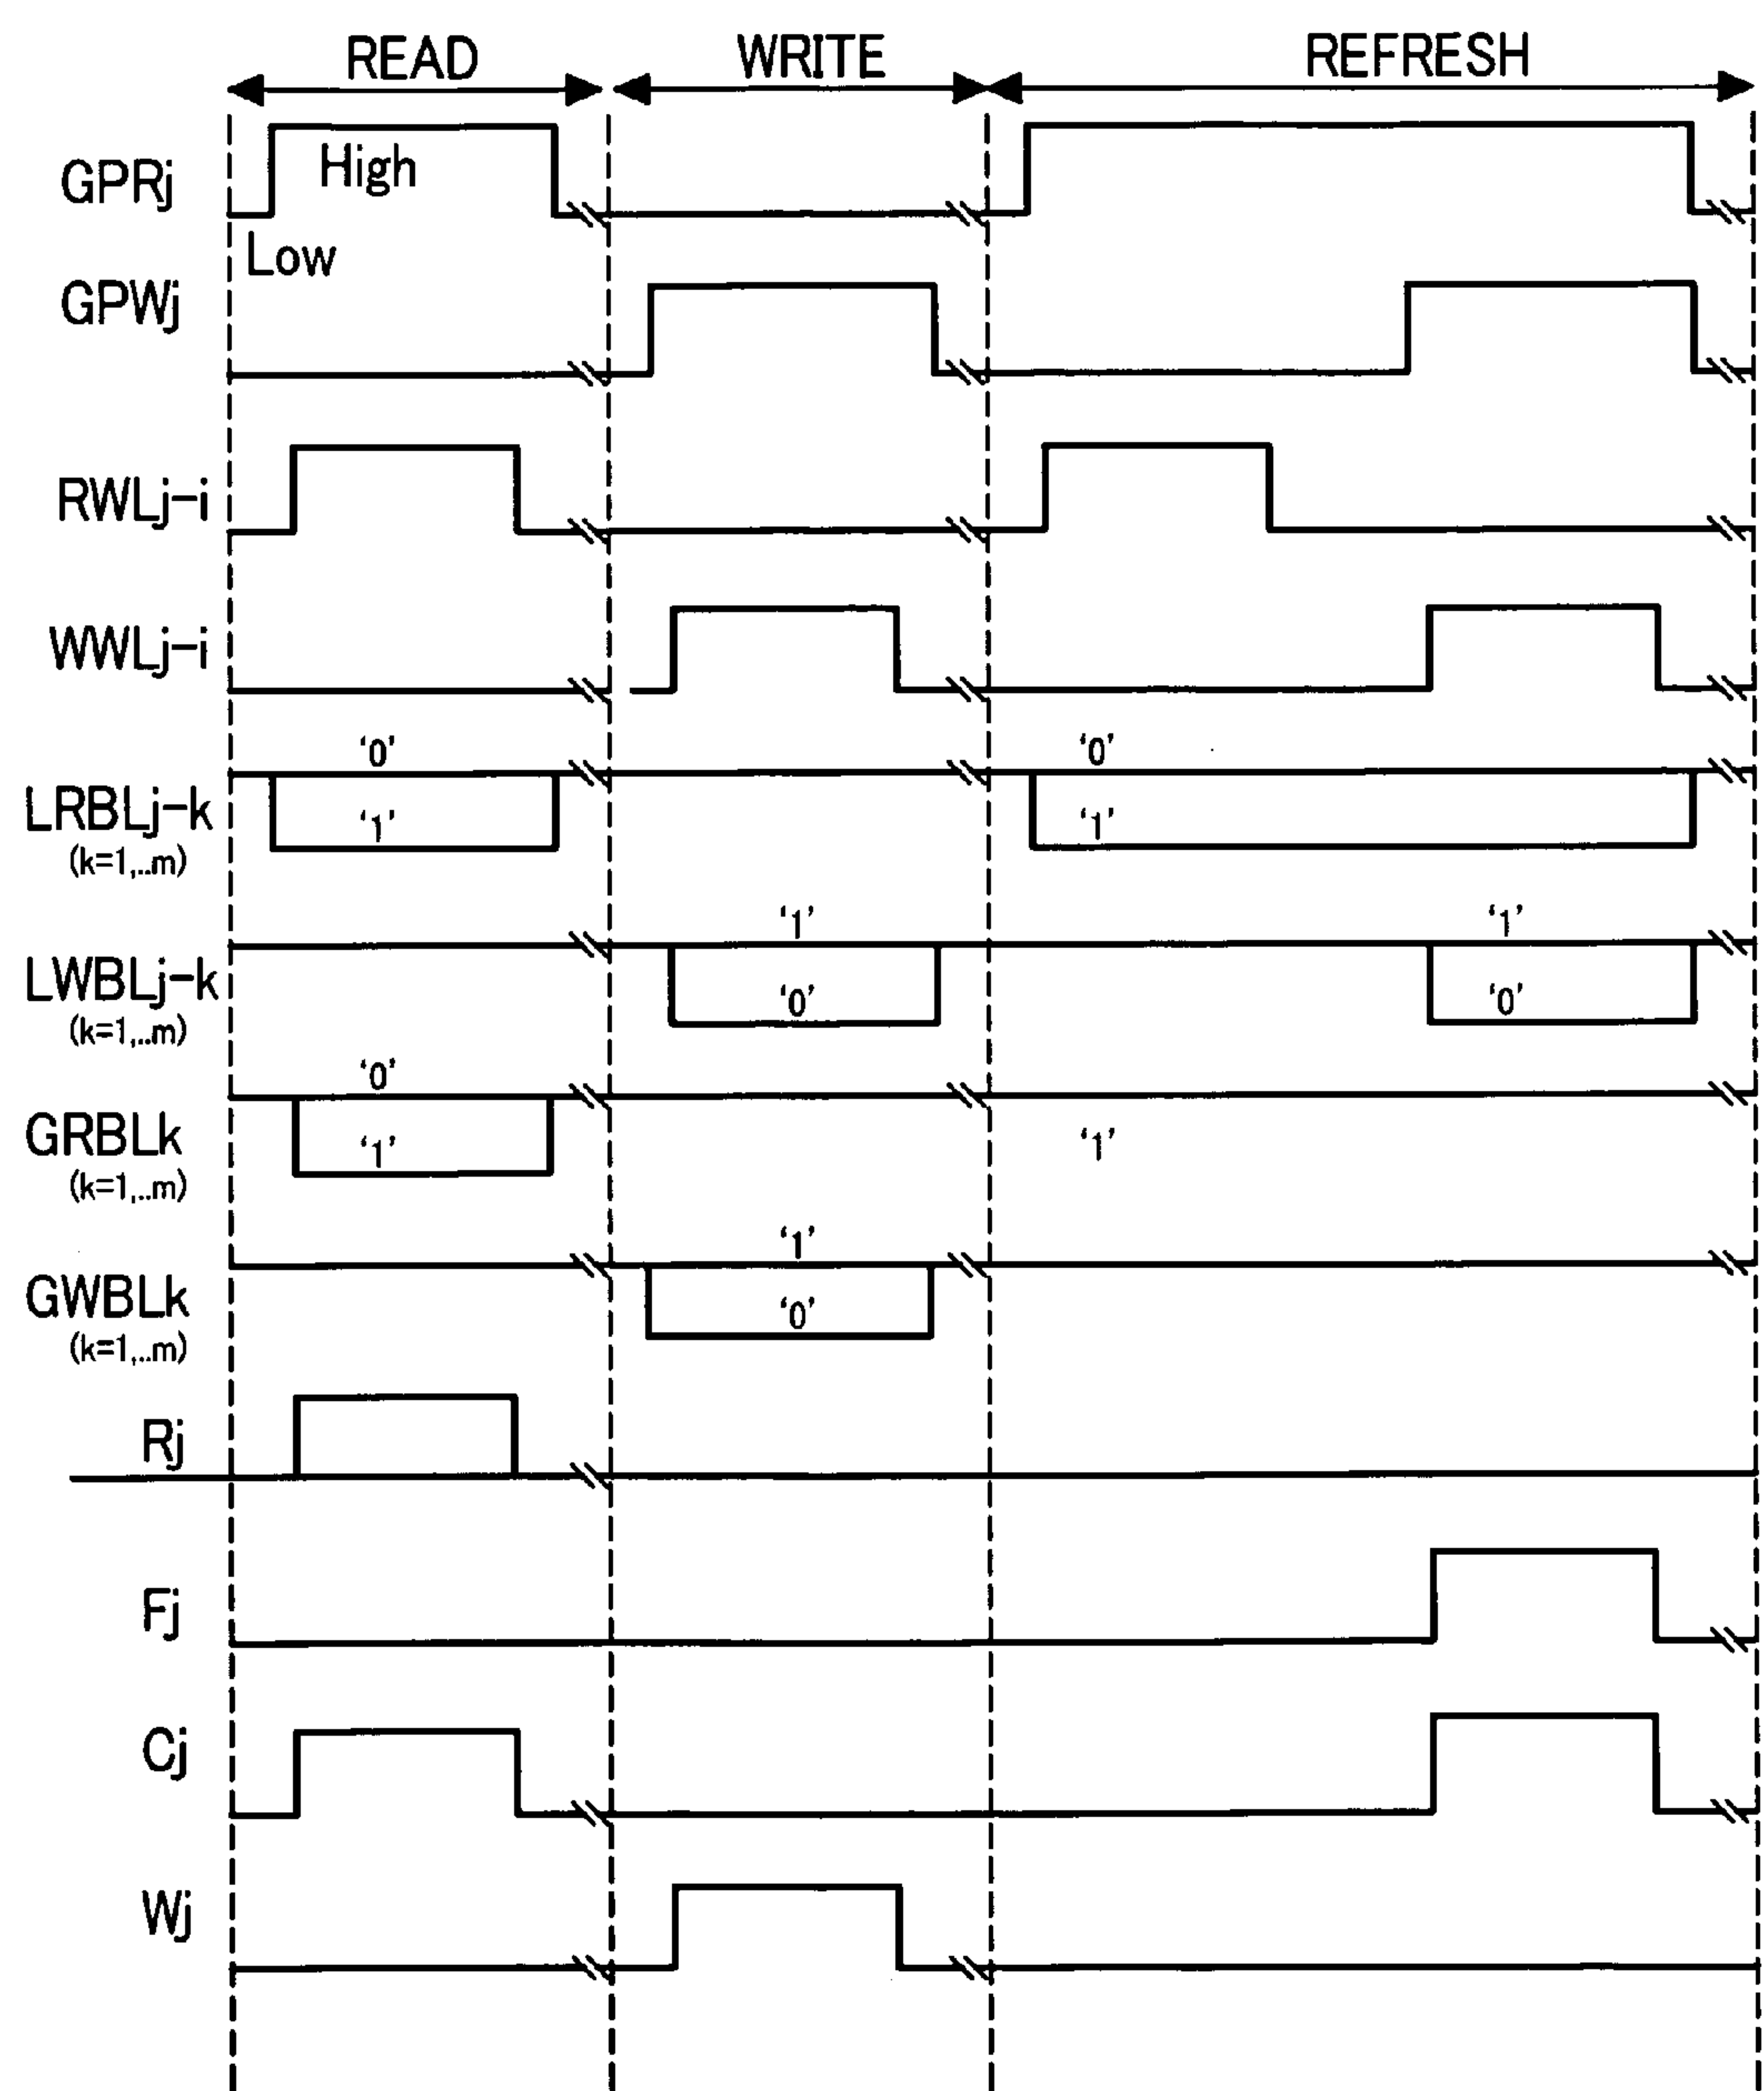 READ WRITE REFRESH
GPRj High
Low
GPWj
RWLj-i
WWLj-i
‘0’ ‘0’
LRBLj-k ‘1’ ‘1’
(k=1,..m)
‘1’ ‘1’
LWBLj-k ‘0’ ‘0’
(k=1,..m)
‘0’
GRBLk ‘1’ ‘1’
(k=1,..m)
‘1’
GWBLk ‘0’
(k=1,..m)
Rj
Fj
Cj
Wj